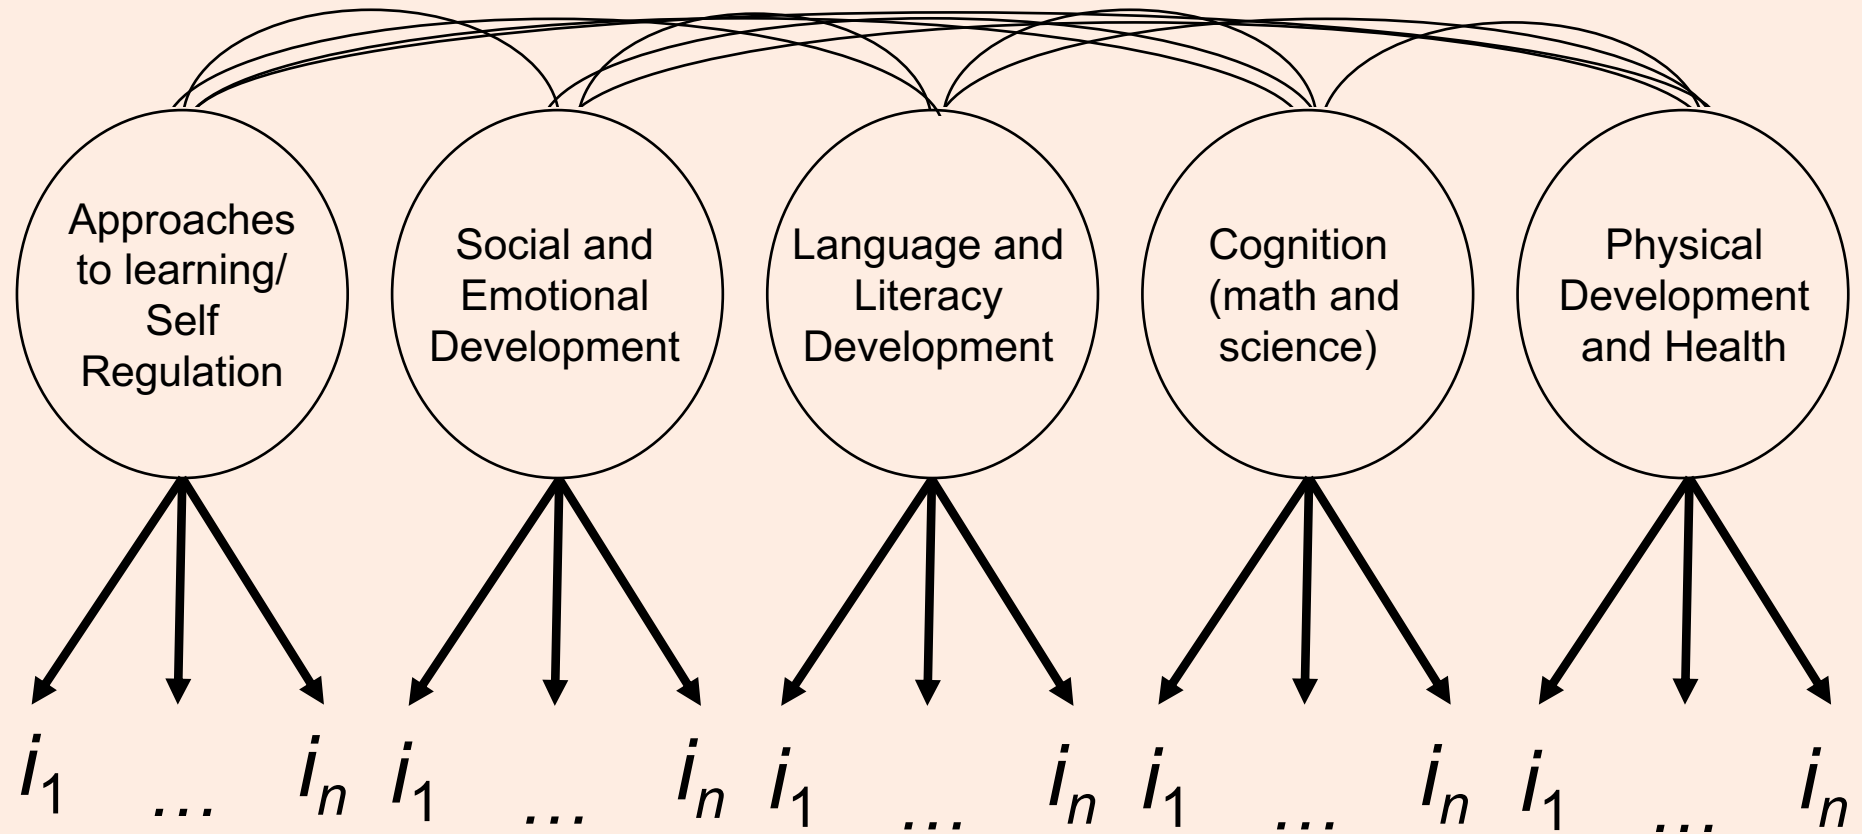 Approaches
to learning/
Self
Regulation
Social and
Emotional
Development
Language and
Literacy
Development
Cognition
(math and
science)
Physical
Development
and Health
i1 ... in i1 ... in i1 ... in i1 ... in i1 ... in